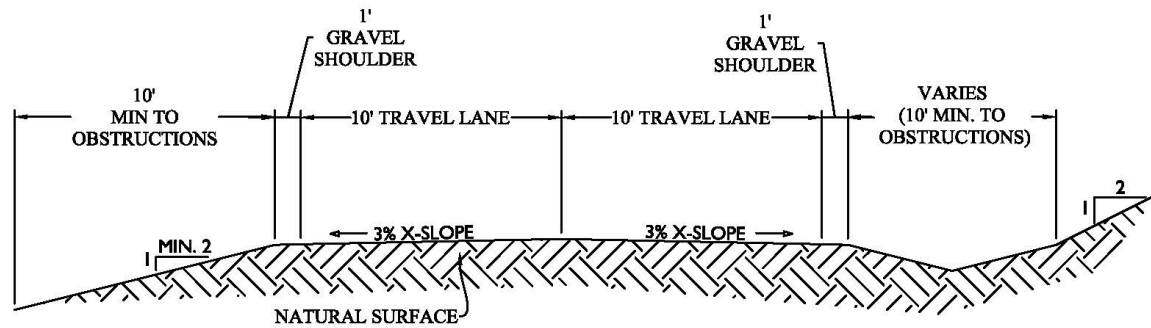 1'
GRAVEL
SHOULDER
1'
GRAVEL
SHOULDER
10'
MIN TO
OBSTRUCTIONS
10' TRAVEL LANE
10' TRAVEL LANE
VARIES
(10' MIN. TO
OBSTRUCTIONS)
1
2
3% X-SLOPE
3% X-SLOPE
1
MIN. 2
NATURAL SURFACE